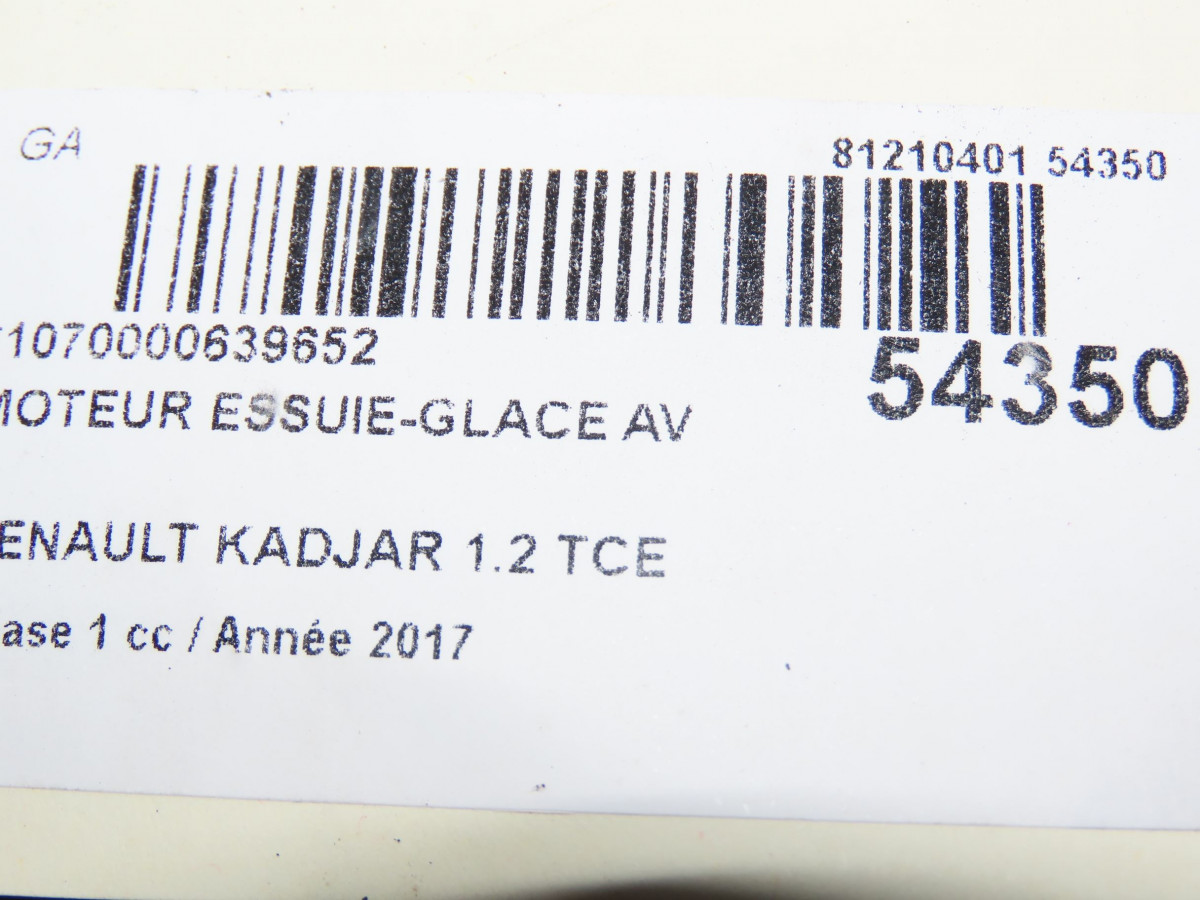 GA
81210401 54350
1070000639652
54350
MOTEUR ESSUIE-GLACE AV
ENAULT KADJAR 1.2 TCE
ase 1 cc / Année 2017